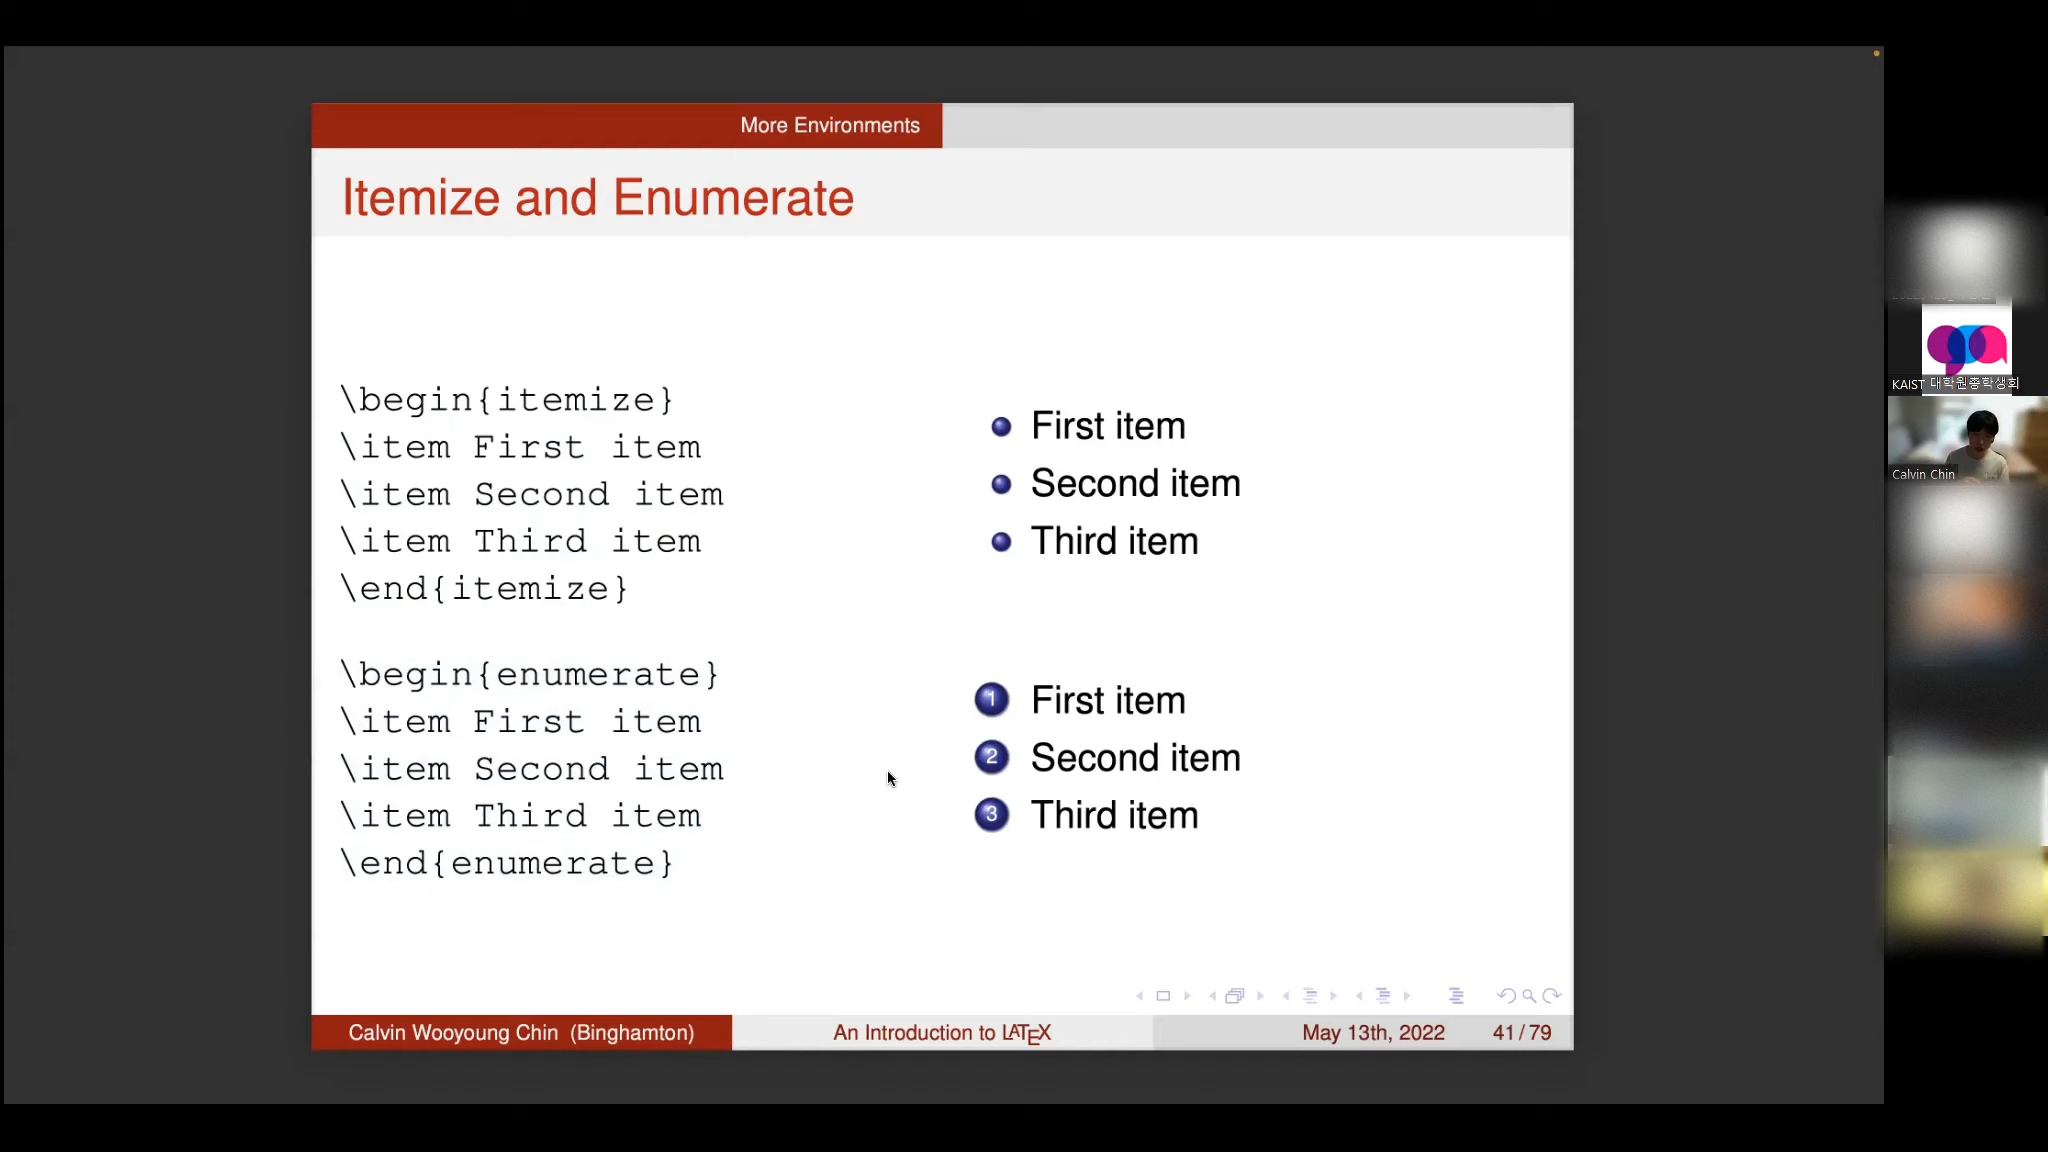 More Environments
Itemize and Enumerate
\begin{itemize}
\item First item
\item Second item
\item Third item
\end{itemize}
• First item
• Second item
• Third item
\begin{enumerate}
\item First item
\item Second item
\item Third item
\end{enumerate}
1 First item
2 Second item
3 Third item
Calvin Wooyoung Chin (Binghamton)
An Introduction to LATEX
May 13th, 2022
41 / 79
KAIST 대학원총학생회
Calvin Chin